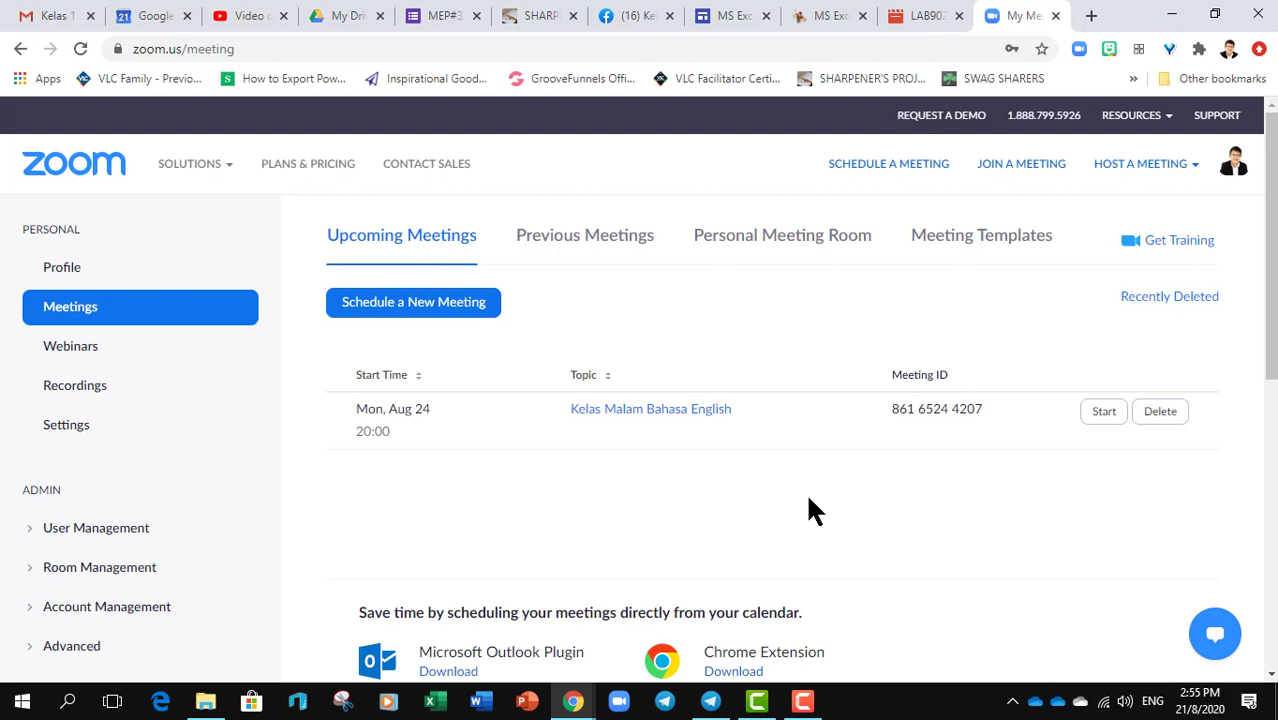 Kelas 1
Google
Video c
My Dri
MEP#3
SHARP
(16) Ke
MS Exc
MS Exc
LAB902
My Me
zoom.us/meeting
Apps
VLC Family - Previo...
How to Export Pow...
Inspirational Good...
GrooveFunnels Offi...
VLC Facilitator Certi...
SHARPENER'S PROJ...
SWAG SHARERS
»
Other bookmarks
REQUEST A DEMO
1.888.799.5926
RESOURCES
SUPPORT
zoom
SOLUTIONS
PLANS & PRICING
CONTACT SALES
SCHEDULE A MEETING
JOIN A MEETING
HOST A MEETING
PERSONAL
Profile
Meetings
Webinars
Recordings
Settings
ADMIN
User Management
Room Management
Account Management
Advanced
Upcoming Meetings
Previous Meetings
Personal Meeting Room
Meeting Templates
Get Training
Schedule a New Meeting
Recently Deleted
Start Time
Topic
Meeting ID
Mon, Aug 24
20:00
Kelas Malam Bahasa English
861 6524 4207
Start
Delete
Save time by scheduling your meetings directly from your calendar.
Microsoft Outlook Plugin
Download
Chrome Extension
Download
ENG
2:55 PM
21/8/2020